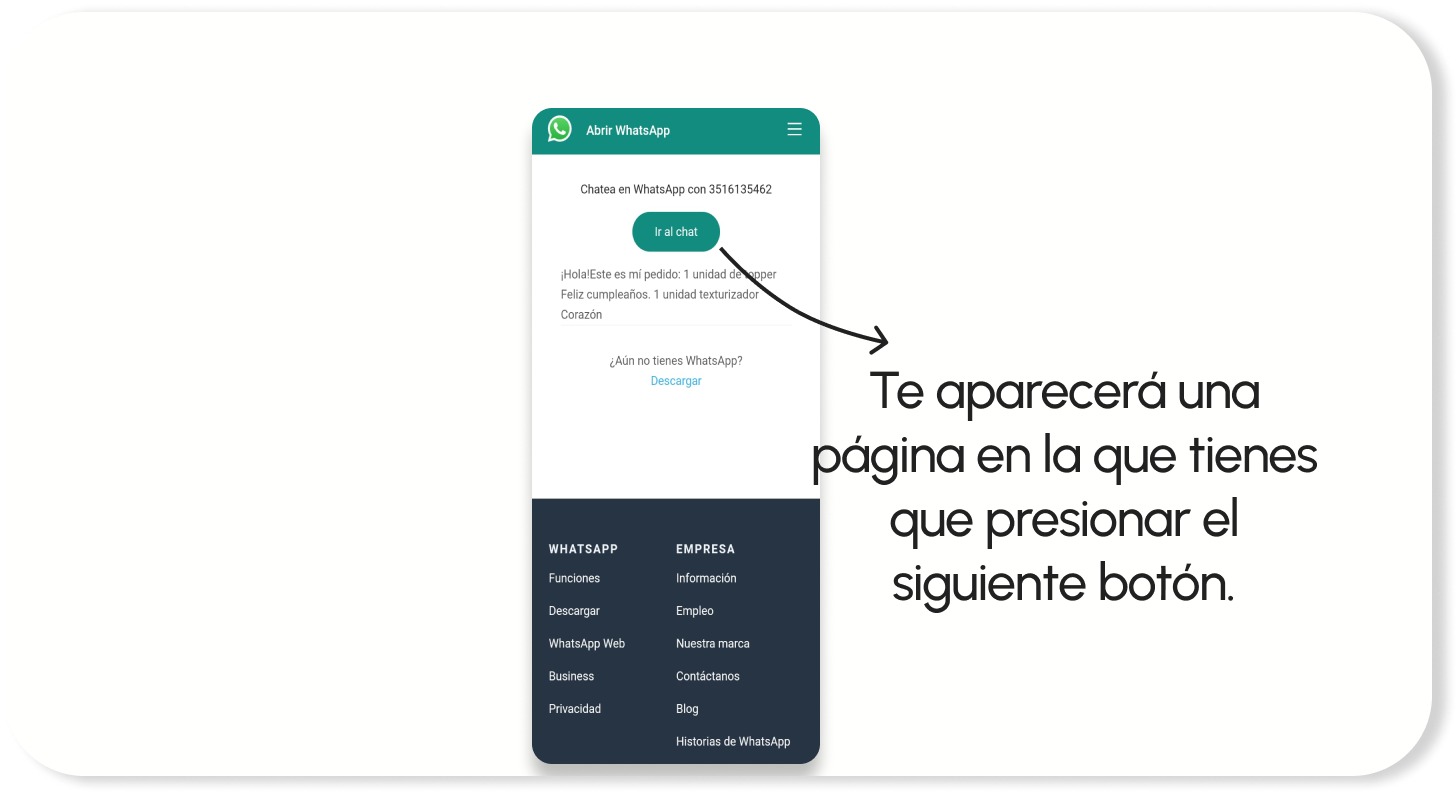 Abrir WhatsApp
Chatea en WhatsApp con 3516135462
Ir al chat
¡Hola!Este es mí pedido: 1 unidad de topper
Feliz cumpleaños. 1 unidad texturizador
Corazón
¿Aún no tienes WhatsApp?
Descargar
Te aparecerá una
página en la que tienes
que presionar el
siguiente botón.
WHATSAPP
Funciones
Descargar
WhatsApp Web
Business
Privacidad
EMPRESA
Información
Empleo
Nuestra marca
Contáctanos
Blog
Historias de WhatsApp